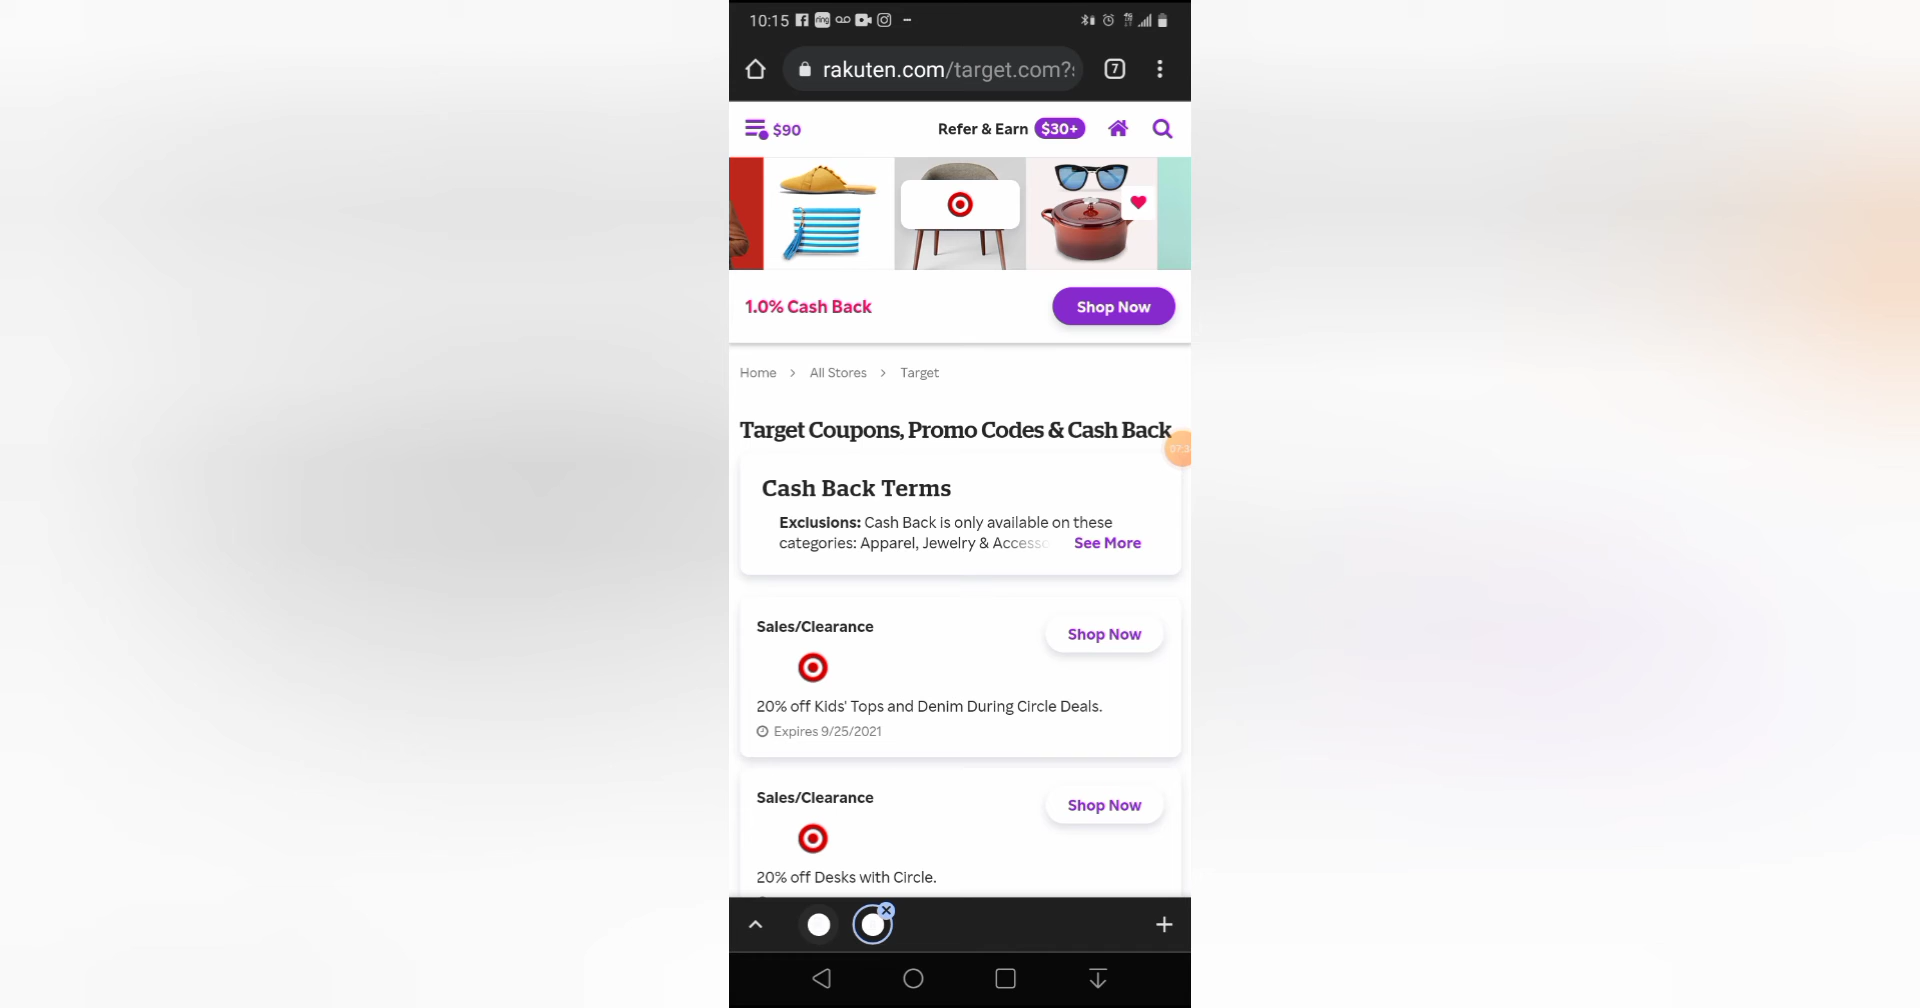 10:15
ring
rakuten.com/target.com?
7
$90
Refer & Earn $30+
1.0% Cash Back
Shop Now
Home > All Stores > Target
Target Coupons, Promo Codes & Cash Back
Cash Back Terms
Exclusions: Cash Back is only available on these
categories: Apparel, Jewelry & Accesso See More
Sales/Clearance
Shop Now
20% off Kids' Tops and Denim During Circle Deals.
Expires 9/25/2021
Sales/Clearance
Shop Now
20% off Desks with Circle.